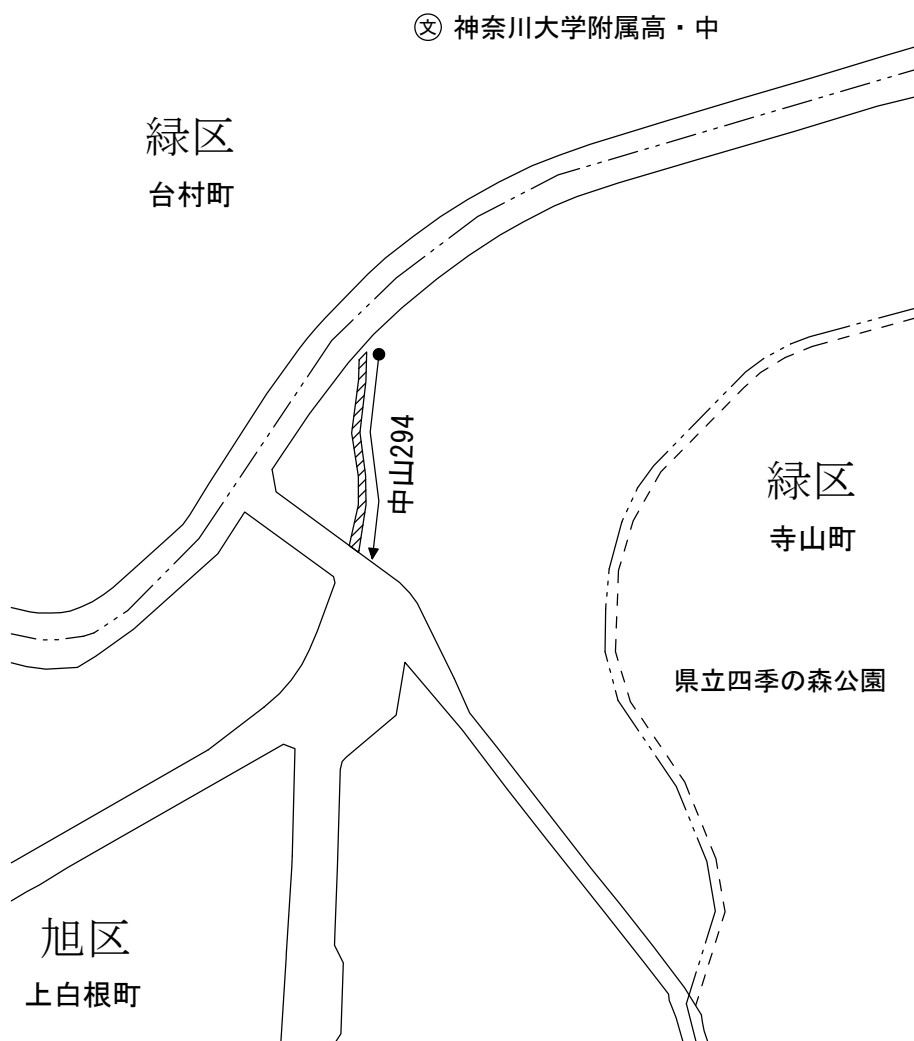 文 神奈川大学附属高・中
緑区
台村町
中山294
緑区
寺山町
県立四季の森公園
旭区
上白根町